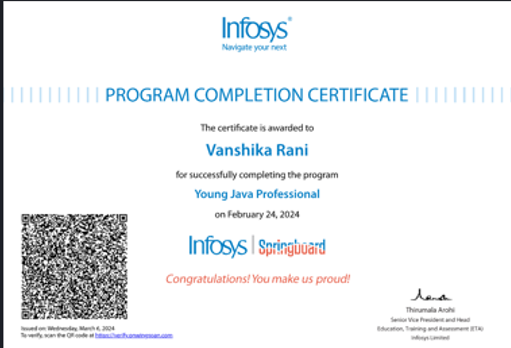 Infosys®
Navigate your next
PROGRAM COMPLETION CERTIFICATE
The certificate is awarded to
Vanshika Rani
for successfully completing the program
Young Java Professional
on February 24, 2024
Infosys | Springboard
Congratulations! You make us proud!
Issued on: Wednesday, March 6, 2024
To verify, scan the QR code at https://verify.onwingspan.com
Thirumala Arohi
Senior Vice President and Head
Education, Training and Assessment (ETA)
Infosys Limited